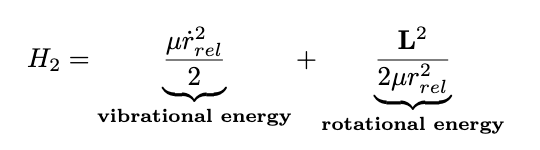 H₂ = μṙ²_rel / 2 + L² / 2μr²_rel
vibrational energy
rotational energy